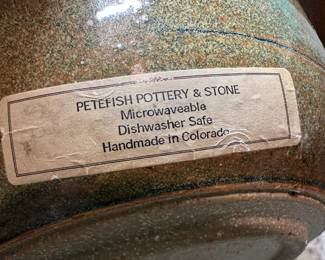 PETEFISH POTTERY & STONE
Microwaveable
Dishwasher Safe
Handmade in Colorado